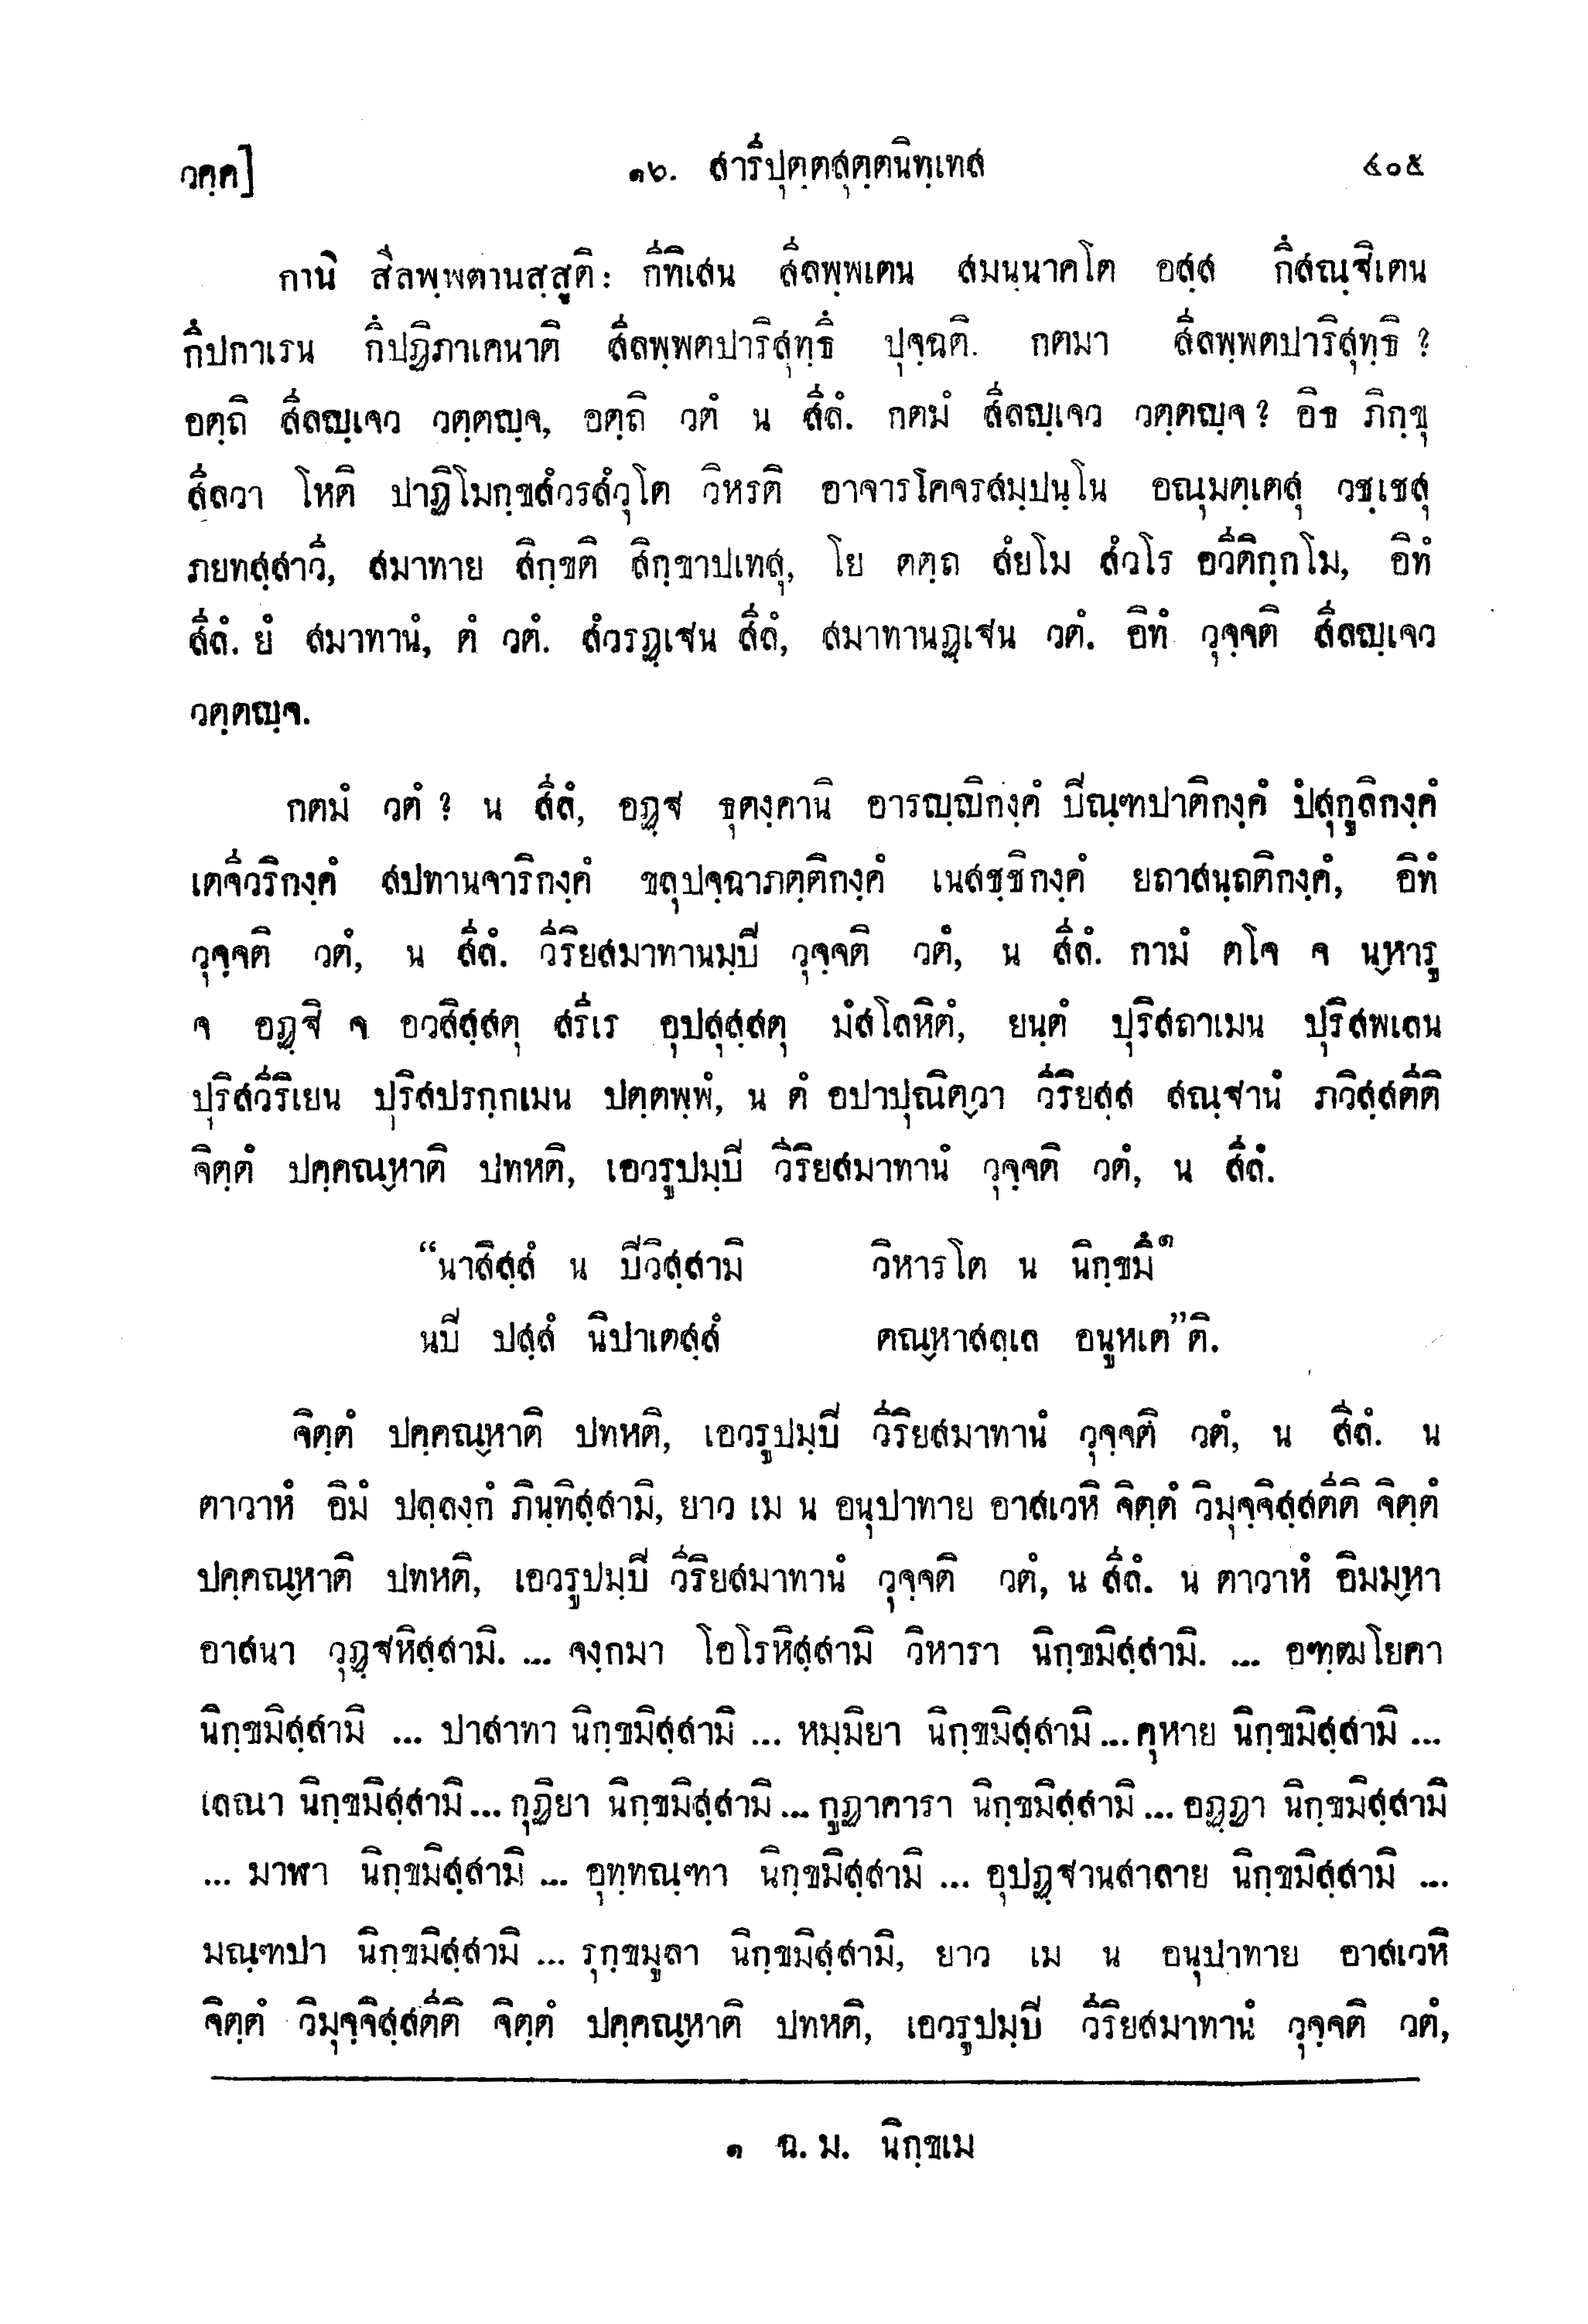 วคฺค]
๑๖. สารีปุตฺตสุตฺตนิทฺเทส
๔๐๕
กานิ สีลพฺพตานสฺสูติ: กีทิเสน สีลพฺพเตน สมนฺนาคโต อสฺส กึสณฺฐิเตน
กึปกาเรน กึปฏิภาเคนาติ สีลพฺพตปาริสุทฺธึ ปุจฺฉติ. กตมา สีลพฺพตปาริสุทฺธิ ?
อตฺถิ สีลญฺเจว วตฺตญฺจ, อตฺถิ วตํ น สีลํ. กตมํ สีลญฺเจว วตฺตญฺจ ? อิธ ภิกฺขุ
สีลวา โหติ ปาฏิโมกฺขสํวรสํวุโต วิหรติ อาจารโคจรสมฺปนฺโน อณุมตฺเตสุ วชฺเชสุ
ภยทสฺสาวี, สมาทาย สิกฺขติ สิกฺขาปเทสุ, โย ตตฺถ สํยโม สํวโร อวีติกฺกโม, อิทํ
สีลํ. ยํ สมาทานํ, ตํ วตํ. สํวรฏฺเฐน สีลํ, สมาทานฏฺเฐน วตํ. อิทํ วุจฺจติ สีลญฺเจว
วตฺตญฺจ.
กตมํ วตํ ? น สีลํ, อฏฺฐ ธุตงฺคานิ อารญฺญิกงฺคํ ปิณฺฑปาติกงฺคํ ปํสุกูลิกงฺคํ
เตจีวริกงฺคํ สปทานจาริกงฺคํ ขลุปจฺฉาภตฺติกงฺคํ เนสชฺชิกงฺคํ ยถาสนฺถติกงฺคํ, อิทํ
วุจฺจติ วตํ, น สีลํ. วีริยสมาทานมฺปิ วุจฺจติ วตํ, น สีลํ. กามํ ตโจ จ นฺหารู
จ อฏฺฐิ จ อวสิสฺสตุ สรีเร อุปสุสฺสตุ มํสโลหิตํ, ยนฺตํ ปุริสถาเมน ปุริสพเลน
ปุริสวีริเยน ปุริสปรกฺกเมน ปตฺตพฺพํ, น ตํ อปาปุณิตฺวา วีริยสฺส สณฺฐานํ ภวิสฺสตีติ
จิตฺตํ ปคฺคณฺหาติ ปทหติ, เอวรูปมฺปิ วีริยสมาทานํ วุจฺจติ วตํ, น สีลํ.
“นาสิสฺสํ น ปิวิสฺสามิ วิหารโต น นิกฺขมึ๑
นปิ ปสฺสํ นิปาเตสฺสํ ตณฺหาสลฺเล อนูหเต”ติ.
จิตฺตํ ปคฺคณฺหาติ ปทหติ, เอวรูปมฺปิ วีริยสมาทานํ วุจฺจติ วตํ, น สีลํ. น
ตาวาหํ อิมํ ปลฺลงฺกํ ภินฺทิสฺสามิ, ยาว เม น อนุปาทาย อาสเวหิ จิตฺตํ วิมุจฺจิสฺสตีติ จิตฺตํ
ปคฺคณฺหาติ ปทหติ, เอวรูปมฺปิ วีริยสมาทานํ วุจฺจติ วตํ, น สีลํ. น ตาวาหํ อิมมฺหา
อาสนา วุฏฺฐหิสฺสามิ. ... จงฺกมา โอโรหิสฺสามิ วิหารา นิกฺขมิสฺสามิ. ... อฑฺฒโยคา
นิกฺขมิสฺสามิ ... ปาสาทา นิกฺขมิสฺสามิ ... หมฺมิยา นิกฺขมิสฺสามิ ... คุหาย นิกฺขมิสฺสามิ ...
เลณา นิกฺขมิสฺสามิ ... กุฏิยา นิกฺขมิสฺสามิ ... กูฏาคารา นิกฺขมิสฺสามิ ... อฏฺฏา นิกฺขมิสฺสามิ
... มาฬา นิกฺขมิสฺสามิ ... อุทฺทณฺฑา นิกฺขมิสฺสามิ ... อุปฏฺฐานสาลาย นิกฺขมิสฺสามิ ...
มณฺฑปา นิกฺขมิสฺสามิ ... รุกฺขมูลา นิกฺขมิสฺสามิ, ยาว เม น อนุปาทาย อาสเวหิ
จิตฺตํ วิมุจฺจิสฺสตีติ จิตฺตํ ปคฺคณฺหาติ ปทหติ, เอวรูปมฺปิ วีริยสมาทานํ วุจฺจติ วตํ,
๑ ฉ. ม. นิกฺขเม